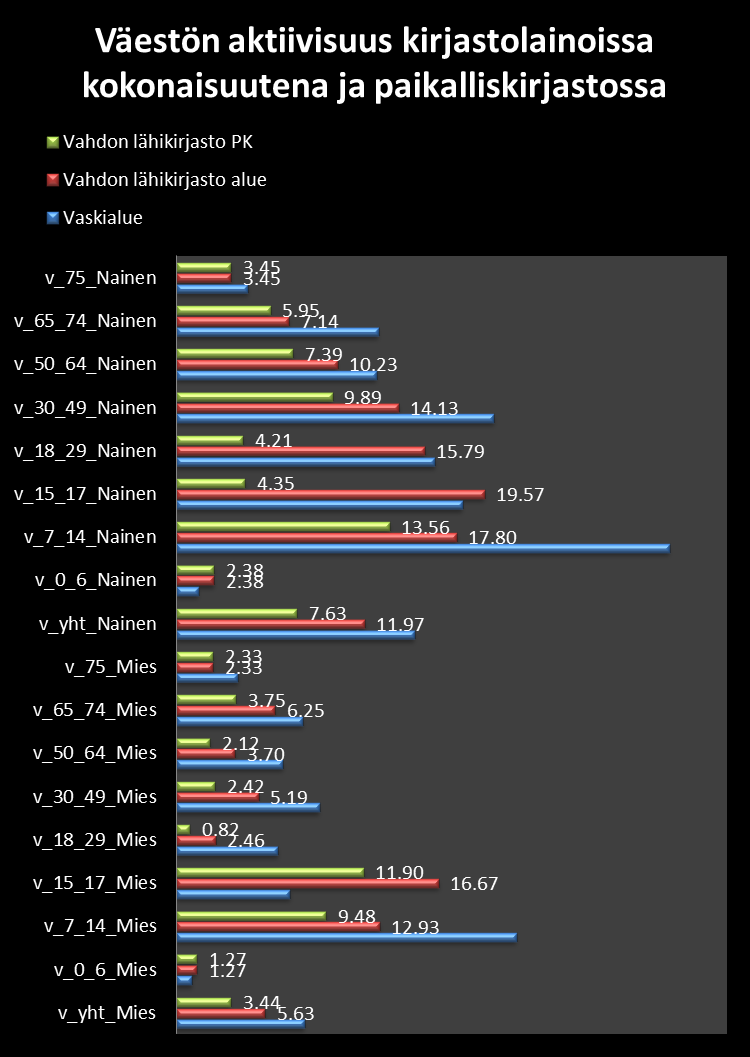 Väestön aktiivisuus kirjastolainoissa
kokonaisuutena ja paikalliskirjastossa
Vahdon lähikirjasto PK
Vahdon lähikirjasto alue
Vaskialue
v_75_Nainen 3.45
3.45
v_65_74_Nainen 5.95
7.14
v_50_64_Nainen 7.39
10.23
v_30_49_Nainen 9.89
14.13
v_18_29_Nainen 4.21
15.79
v_15_17_Nainen 4.35
19.57
v_7_14_Nainen 13.56
17.80
v_0_6_Nainen 2.38
2.38
v_yht_Nainen 7.63
11.97
v_75_Mies 2.33
2.33
v_65_74_Mies 3.75
6.25
v_50_64_Mies 2.12
3.70
v_30_49_Mies 2.42
5.19
v_18_29_Mies 0.82
2.46
v_15_17_Mies 11.90
16.67
v_7_14_Mies 9.48
12.93
v_0_6_Mies 1.27
1.27
v_yht_Mies 3.44
5.63